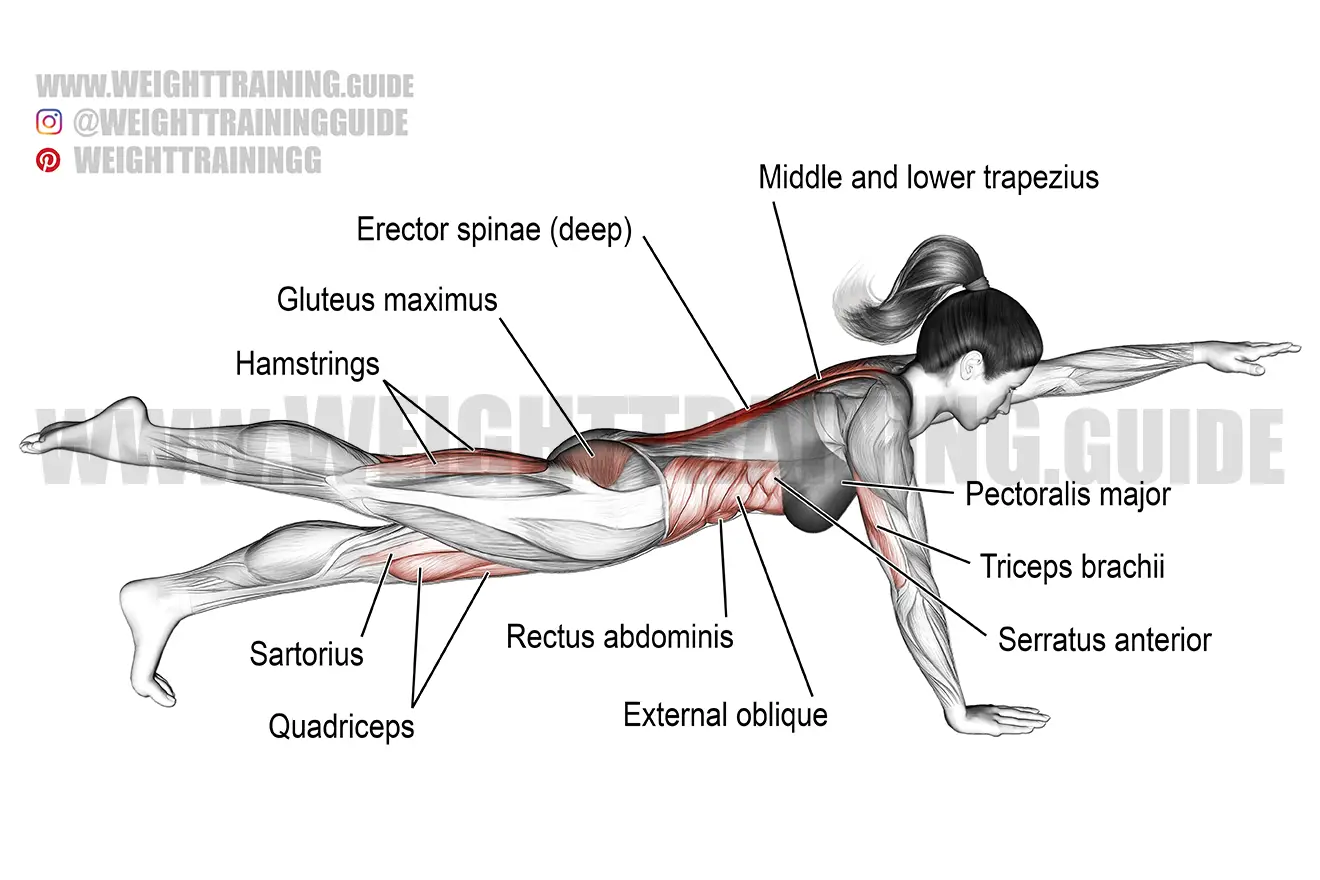 WWW.WEIGHTTRAINING.GUIDE
@WEIGHTTRAININGGUIDE
WEIGHTTRAININGG
Middle and lower trapezius
Erector spinae (deep)
Gluteus maximus
Hamstrings
WWW.WEIGHTTRAINING.GUIDE
Pectoralis major
Triceps brachii
Serratus anterior
Rectus abdominis
Sartorius
External oblique
Quadriceps